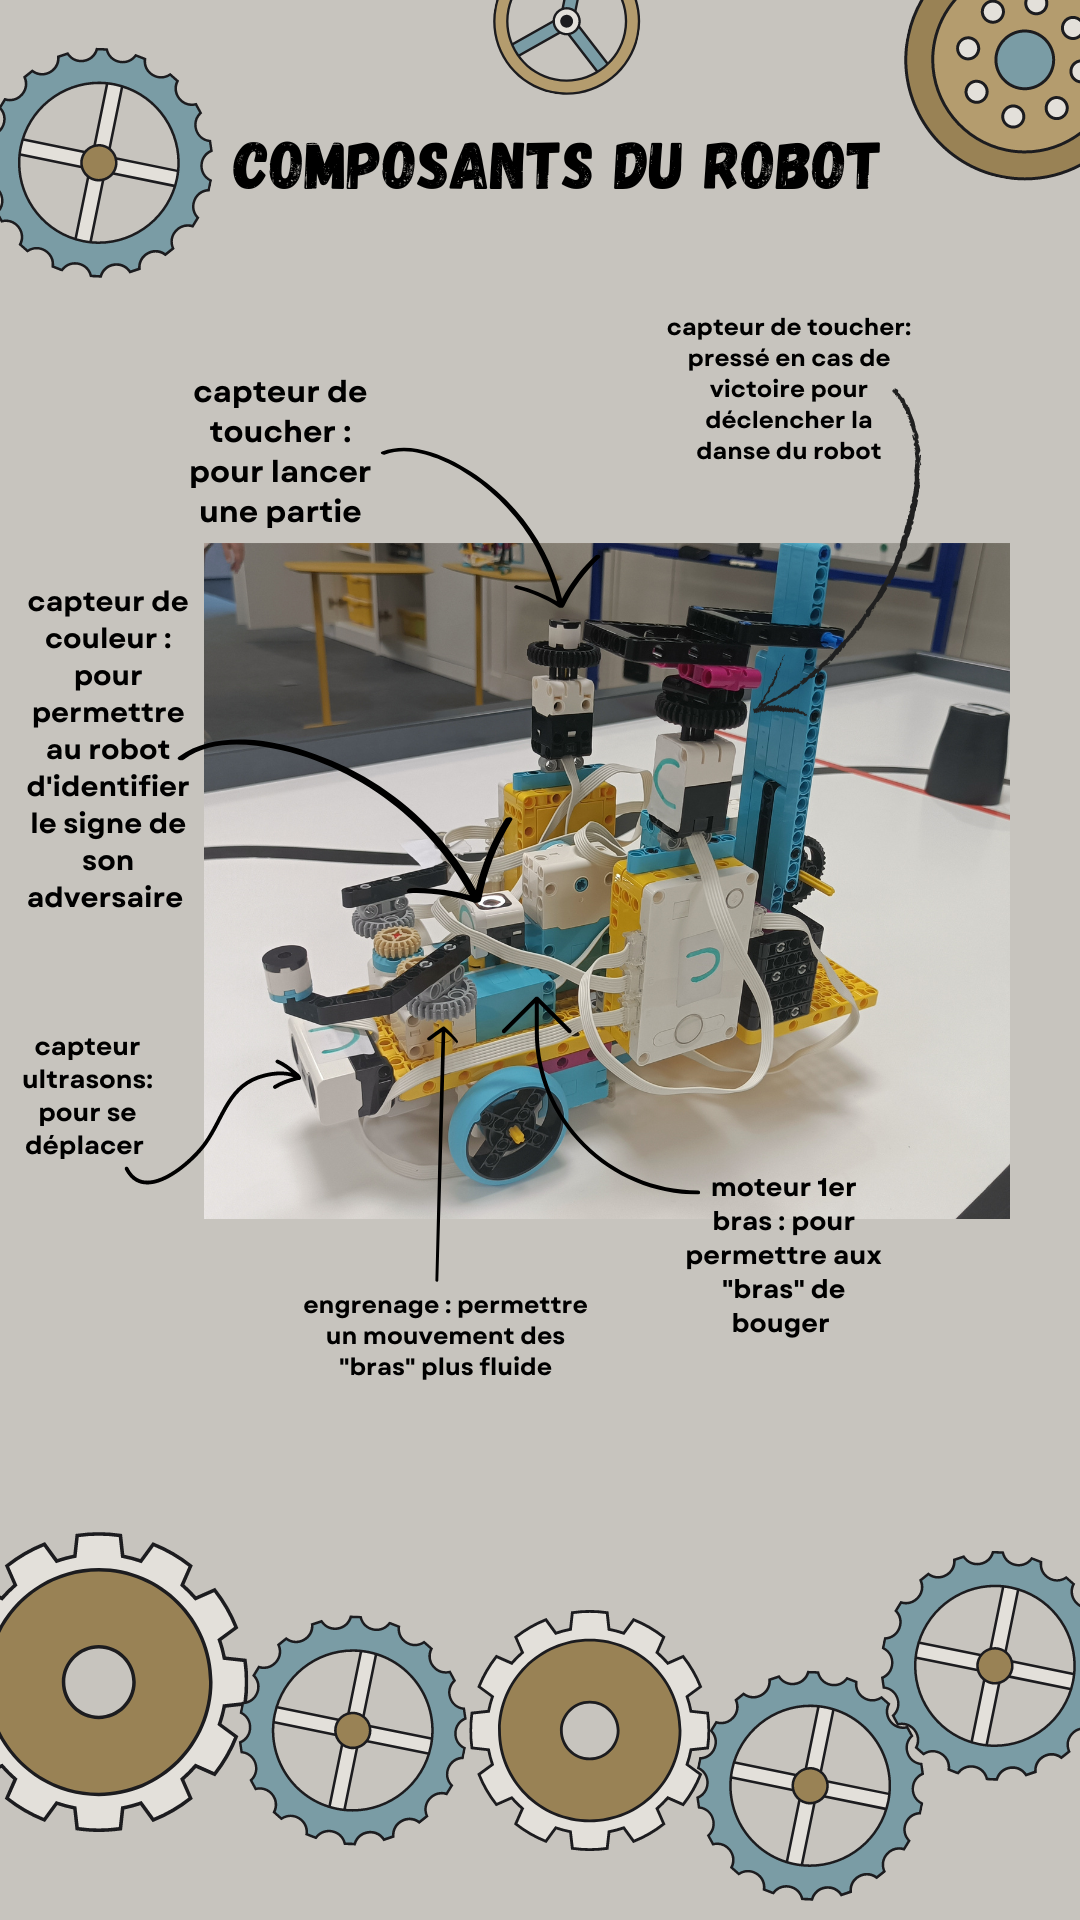 COMPOSANTS DU ROBOT
capteur de toucher:
pressé en cas de
victoire pour
déclencher la
danse du robot
capteur de
toucher :
pour lancer
une partie
capteur de
couleur :
pour
permettre
au robot
d'identifier
le signe de
son
adversaire
capteur
ultrasons:
pour se
déplacer
moteur 1er
bras : pour
permettre aux
"bras" de
bouger
engrenage : permettre
un mouvement des
"bras" plus fluide